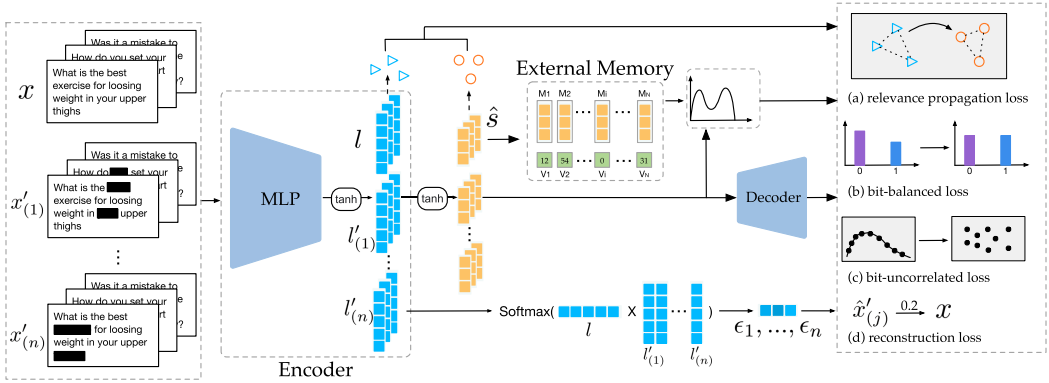 x
Was it a mistake to
How do you set your
What is the best
exercise for loosing
weight in your upper
thighs
x'(1)
Was it a mistake to
How do set your
What is the
exercise for loosing
weight in upper
thighs
x'(n)
Was it a mistake to
How do you set your
What is the best
for loosing
weight in your upper
MLP
tanh
l
l'(1)
l'(n)
Encoder
tanh
ŝ
External Memory
M1 M2 Mi MN
12 54 0 31
V1 V2 Vi VN
Decoder
Softmax( X )
l
l'(1) l'(n)
ϵ1, ..., ϵn
(a) relevance propagation loss
0 1 0 1
(b) bit-balanced loss
(c) bit-uncorrelated loss
x̂'(j) 0.2 x
(d) reconstruction loss